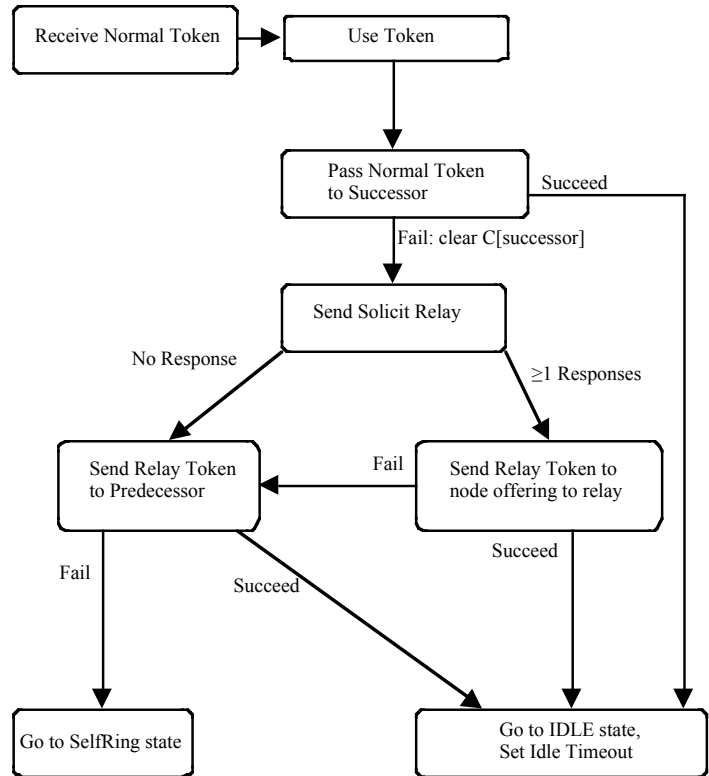 Receive Normal Token
Use Token
Pass Normal Token
to Successor
Succeed
Fail: clear C[successor]
Send Solicit Relay
No Response
≥1 Responses
Send Relay Token
to Predecessor
Fail
Send Relay Token to
node offering to relay
Fail
Succeed
Succeed
Go to SelfRing state
Go to IDLE state,
Set Idle Timeout